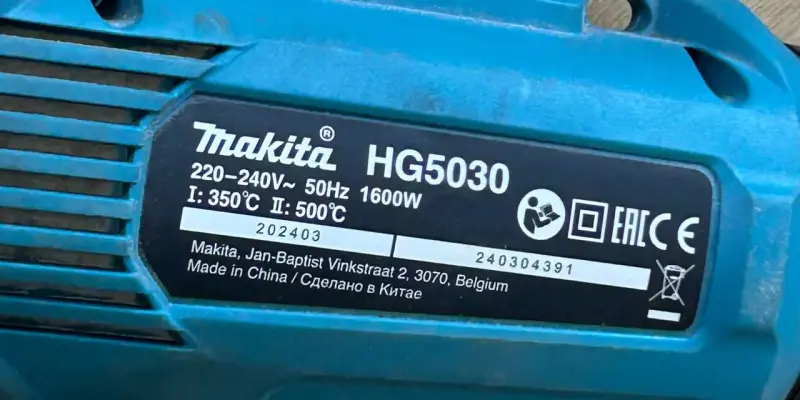 makita® HG5030
220–240V~ 50Hz 1600W
I: 350℃ II: 500℃
202403 240304391
Makita, Jan-Baptist Vinkstraat 2, 3070, Belgium
Made in China / Сделано в Китае
EAC CE